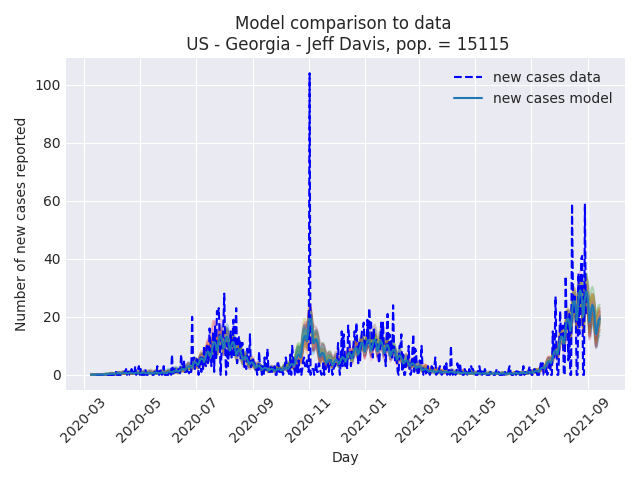 Model comparison to data
US - Georgia - Jeff Davis, pop. = 15115
new cases data
new cases model
Number of new cases reported
100
80
60
40
20
0
2020-03
2020-05
2020-07
2020-09
2020-11
2021-01
2021-03
2021-05
2021-07
2021-09
Day